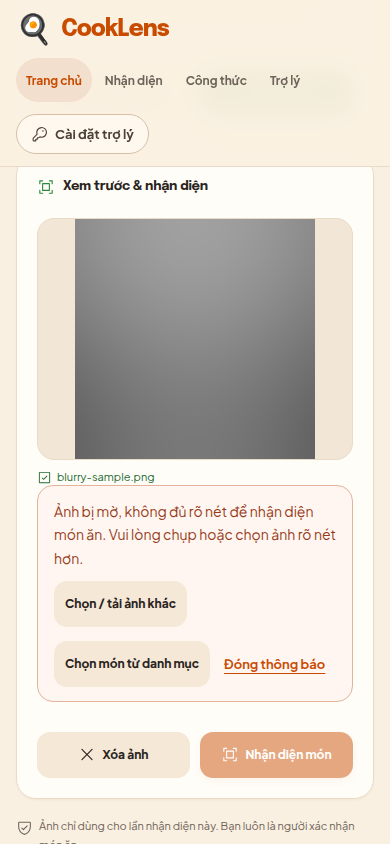 CookLens
Trang chủ
Nhận diện
Công thức
Trợ lý
Cài đặt trợ lý
Xem trước & nhận diện
blurry-sample.png
Ảnh bị mờ, không đủ rõ nét để nhận diện
món ăn. Vui lòng chụp hoặc chọn ảnh rõ nét
hơn.
Chọn / tải ảnh khác
Chọn món từ danh mục
Đóng thông báo
Xóa ảnh
Nhận diện món
Ảnh chỉ dùng cho lần nhận diện này. Bạn luôn là người xác nhận